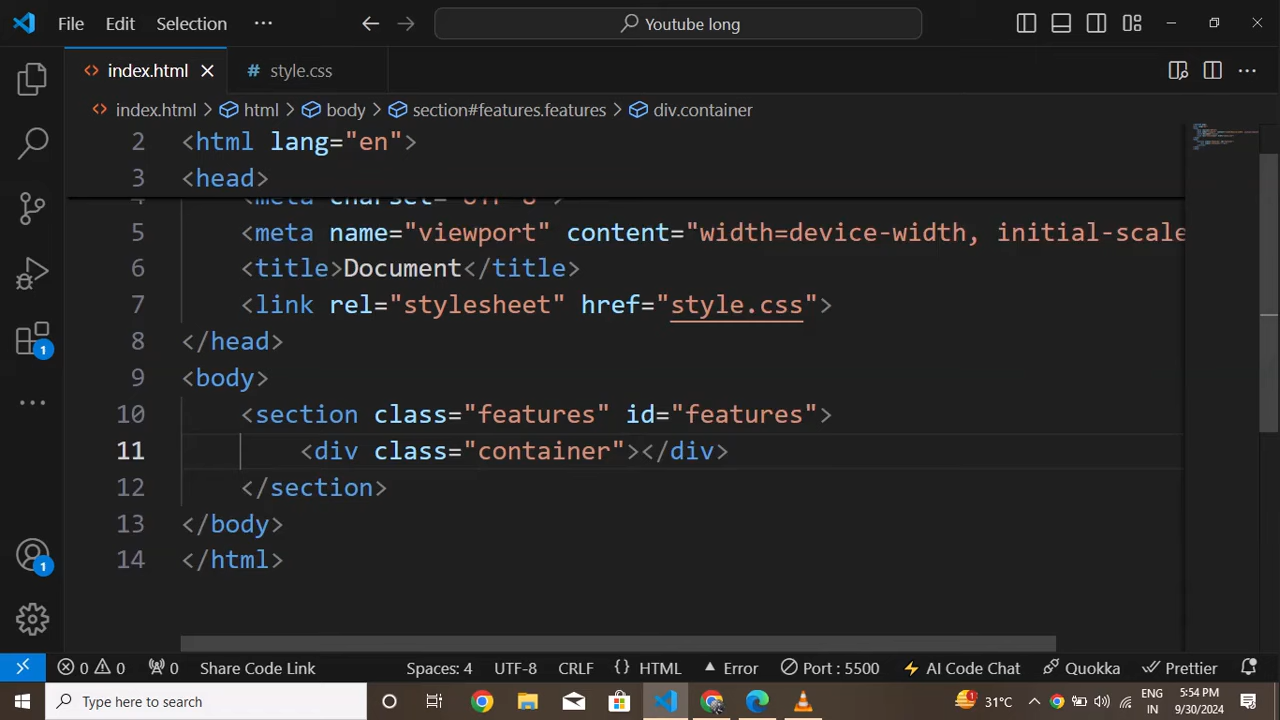 File Edit Selection ··· Youtube long
index.html style.css
index.html > html > body > section#features.features > div.container
2 <html lang="en">
3 <head>
5 <meta name="viewport" content="width=device-width, initial-scale
6 <title>Document</title>
7 <link rel="stylesheet" href="style.css">
8 </head>
9 <body>
10 <section class="features" id="features">
11 <div class="container"></div>
12 </section>
13 </body>
14 </html>
1
1
0 0 0 Share Code Link Spaces: 4 UTF-8 CRLF {} HTML Error Port : 5500 AI Code Chat Quokka Prettier
Type here to search 31°C ENG 5:54 PM
IN 9/30/2024